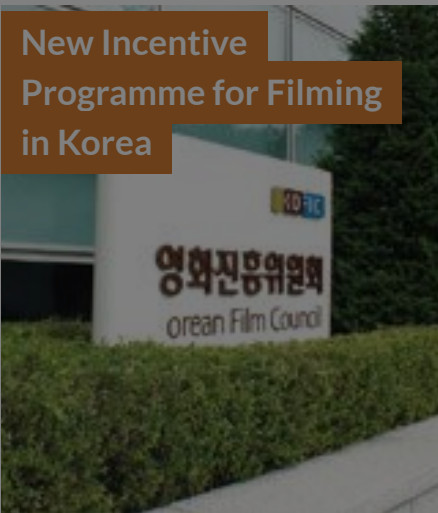 New Incentive
Programme for Filming
in Korea
영화진흥위원회
orean Film Council